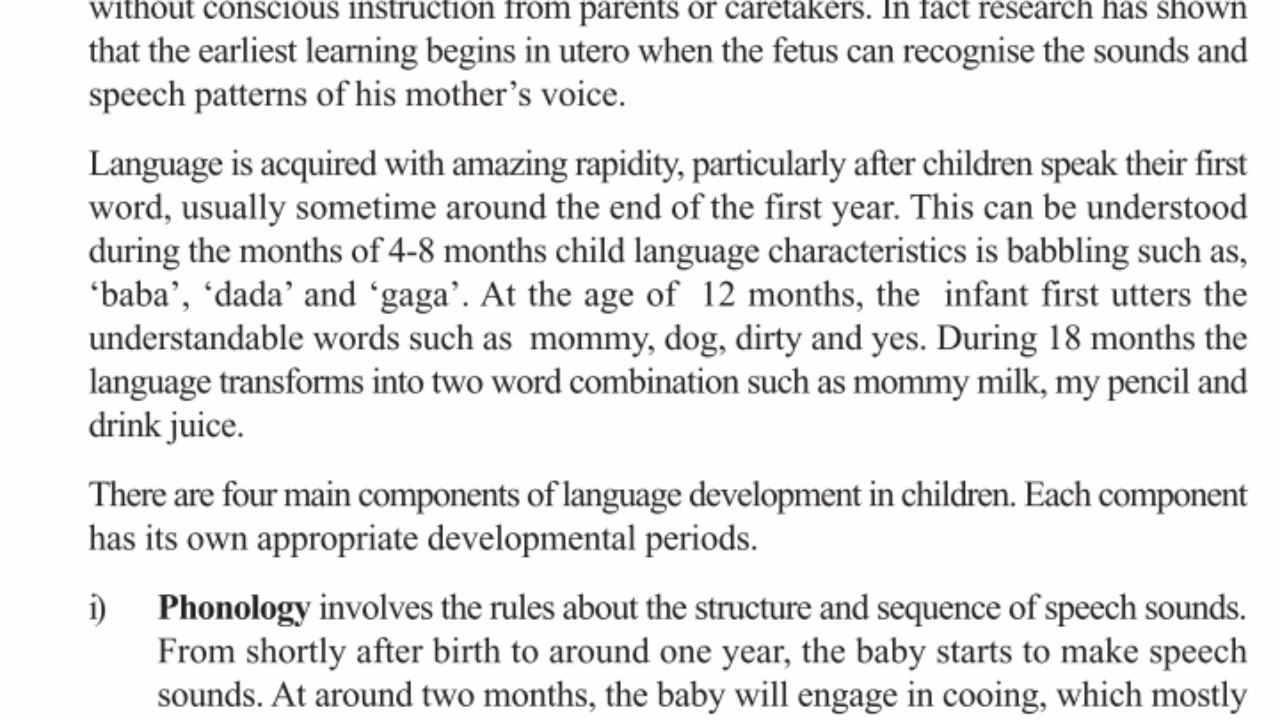 without conscious instruction from parents or caretakers. In fact research has shown
that the earliest learning begins in utero when the fetus can recognise the sounds and
speech patterns of his mother’s voice.
Language is acquired with amazing rapidity, particularly after children speak their first
word, usually sometime around the end of the first year. This can be understood
during the months of 4-8 months child language characteristics is babbling such as,
‘baba’, ‘dada’ and ‘gaga’. At the age of 12 months, the infant first utters the
understandable words such as mommy, dog, dirty and yes. During 18 months the
language transforms into two word combination such as mommy milk, my pencil and
drink juice.
There are four main components of language development in children. Each component
has its own appropriate developmental periods.
i) Phonology involves the rules about the structure and sequence of speech sounds.
From shortly after birth to around one year, the baby starts to make speech
sounds. At around two months, the baby will engage in cooing, which mostly